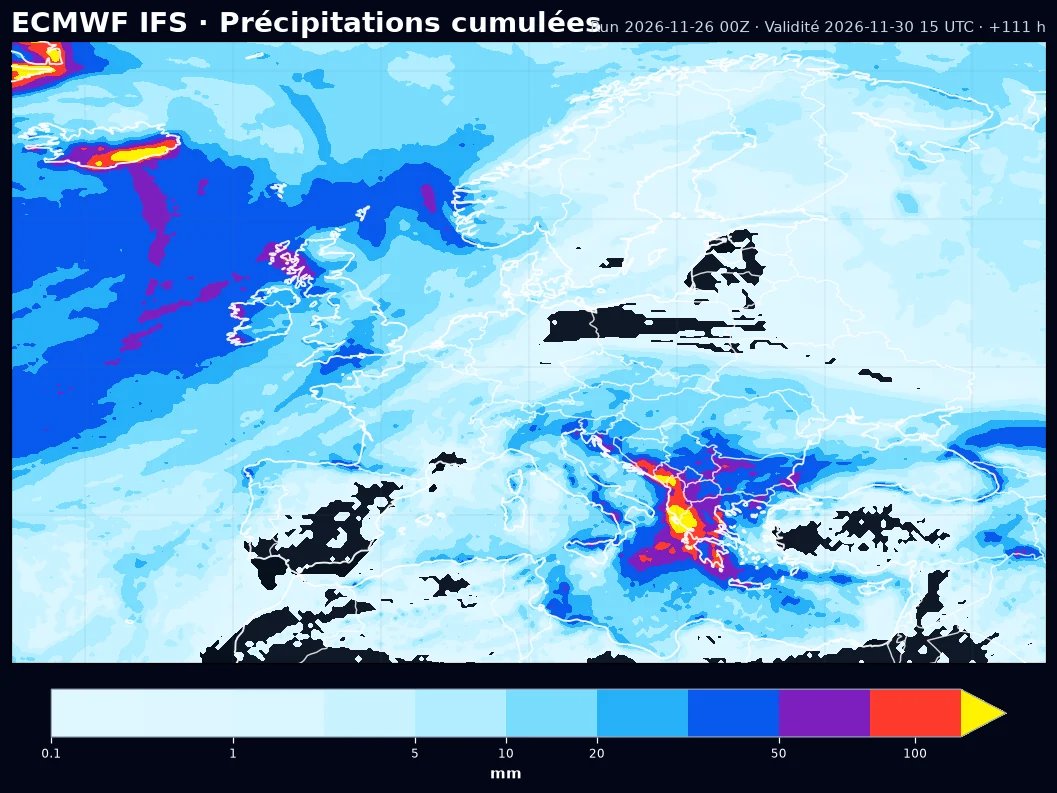 ECMWF IFS · Précipitations cumulées
Run 2026-11-26 00Z · Validité 2026-11-30 15 UTC · +111 h
0.1 1 5 10 20 50 100
mm